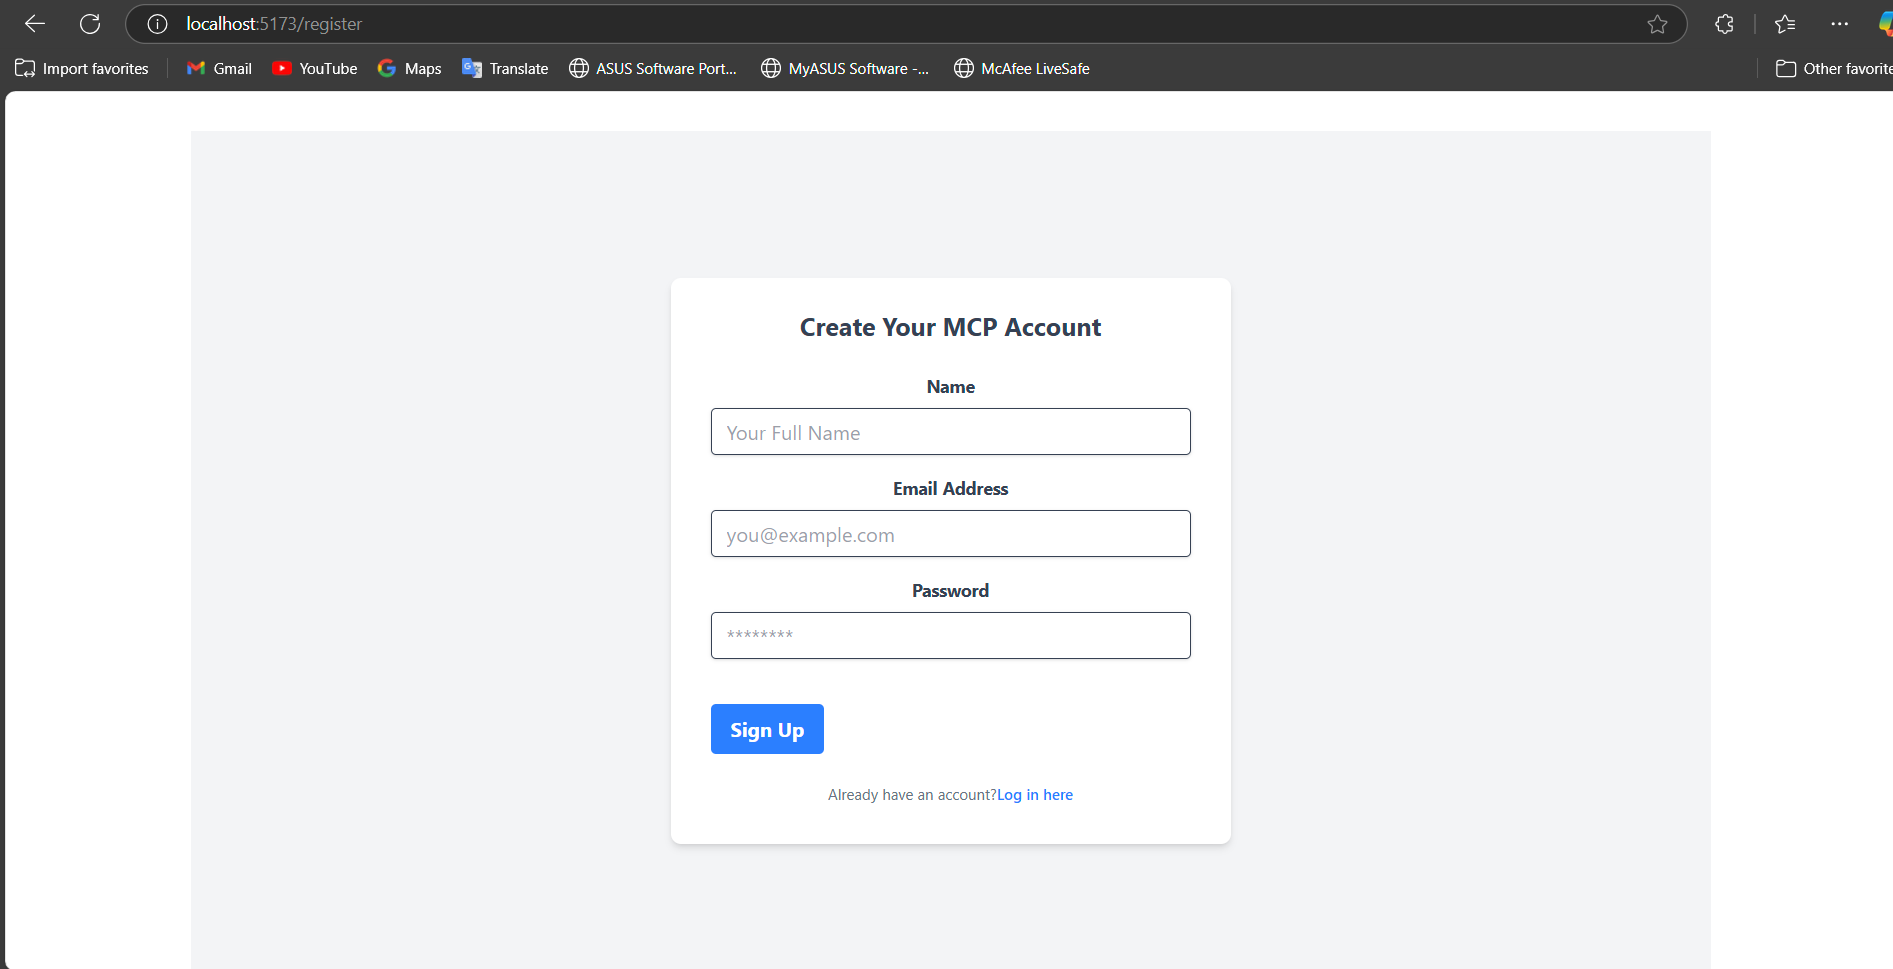 localhost:5173/register
Import favorites Gmail YouTube Maps Translate ASUS Software Port... MyASUS Software -... McAfee LiveSafe Other favorite
Create Your MCP Account
Name
Your Full Name
Email Address
you@example.com
Password
********
Sign Up
Already have an account?Log in here